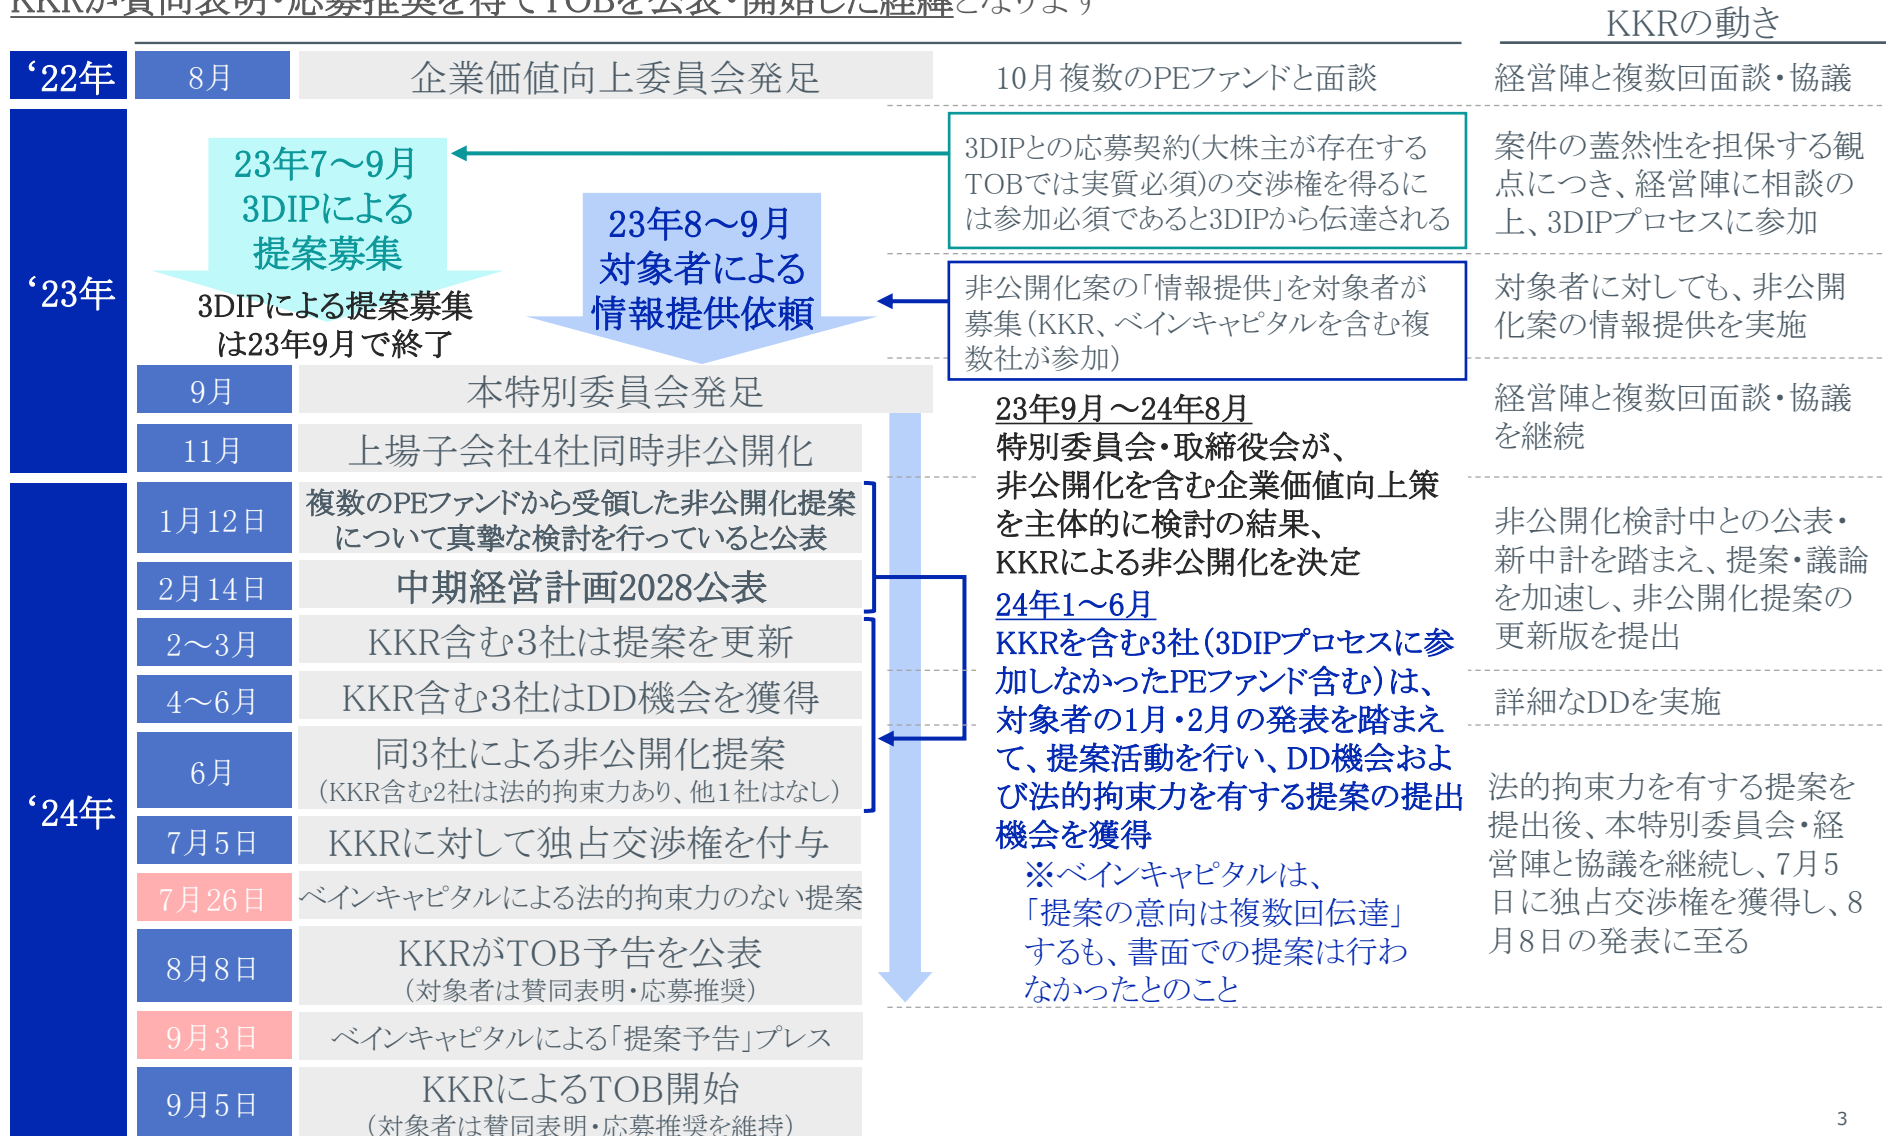 KKRが賛同表明・応募推奨を得てTOBを公表・開始した経緯となります
KKRの動き
‘22年
8月
企業価値向上委員会発足
10月複数のPEファンドと面談
経営陣と複数回面談・協議
‘23年
23年7～9月
3DIPによる
提案募集
3DIPによる提案募集
は23年9月で終了
23年8～9月
対象者による
情報提供依頼
3DIPとの応募契約(大株主が存在する
TOBでは実質必須)の交渉権を得るに
は参加必須であると3DIPから伝達される
案件の蓋然性を担保する観
点につき、経営陣に相談の
上、3DIPプロセスに参加
非公開化案の「情報提供」を対象者が
募集（KKR、ベインキャピタルを含む複
数社が参加）
対象者に対しても、非公開
化案の情報提供を実施
9月
本特別委員会発足
11月
上場子会社4社同時非公開化
23年9月～24年8月
特別委員会・取締役会が、
非公開化を含む企業価値向上策
を主体的に検討の結果、
KKRによる非公開化を決定
経営陣と複数回面談・協議
を継続
‘24年
1月12日
複数のPEファンドから受領した非公開化提案
について真摯な検討を行っていると公表
2月14日
中期経営計画2028公表
2～3月
KKR含む３社は提案を更新
4～6月
KKR含む３社はDD機会を獲得
6月
同3社による非公開化提案
（KKR含む2社は法的拘束力あり、他１社はなし）
7月5日
KKRに対して独占交渉権を付与
7月26日
ベインキャピタルによる法的拘束力のない提案
8月8日
KKRがTOB予告を公表
（対象者は賛同表明・応募推奨）
9月3日
ベインキャピタルによる「提案予告」プレス
9月5日
KKRによるTOB開始
（対象者は賛同表明・応募推奨を維持）
24年1～6月
KKRを含む3社（3DIPプロセスに参
加しなかったPEファンド含む）は、
対象者の1月・2月の発表を踏まえ
て、提案活動を行い、DD機会およ
び法的拘束力を有する提案の提出
機会を獲得
※ベインキャピタルは、
「提案の意向は複数回伝達」
するも、書面での提案は行わ
なかったとのこと
非公開化検討中との公表・
新中計を踏まえ、提案・議論
を加速し、非公開化提案の
更新版を提出
詳細なDDを実施
法的拘束力を有する提案を
提出後、本特別委員会・経
営陣と協議を継続し、7月5
日に独占交渉権を獲得し、8
月8日の発表に至る
3